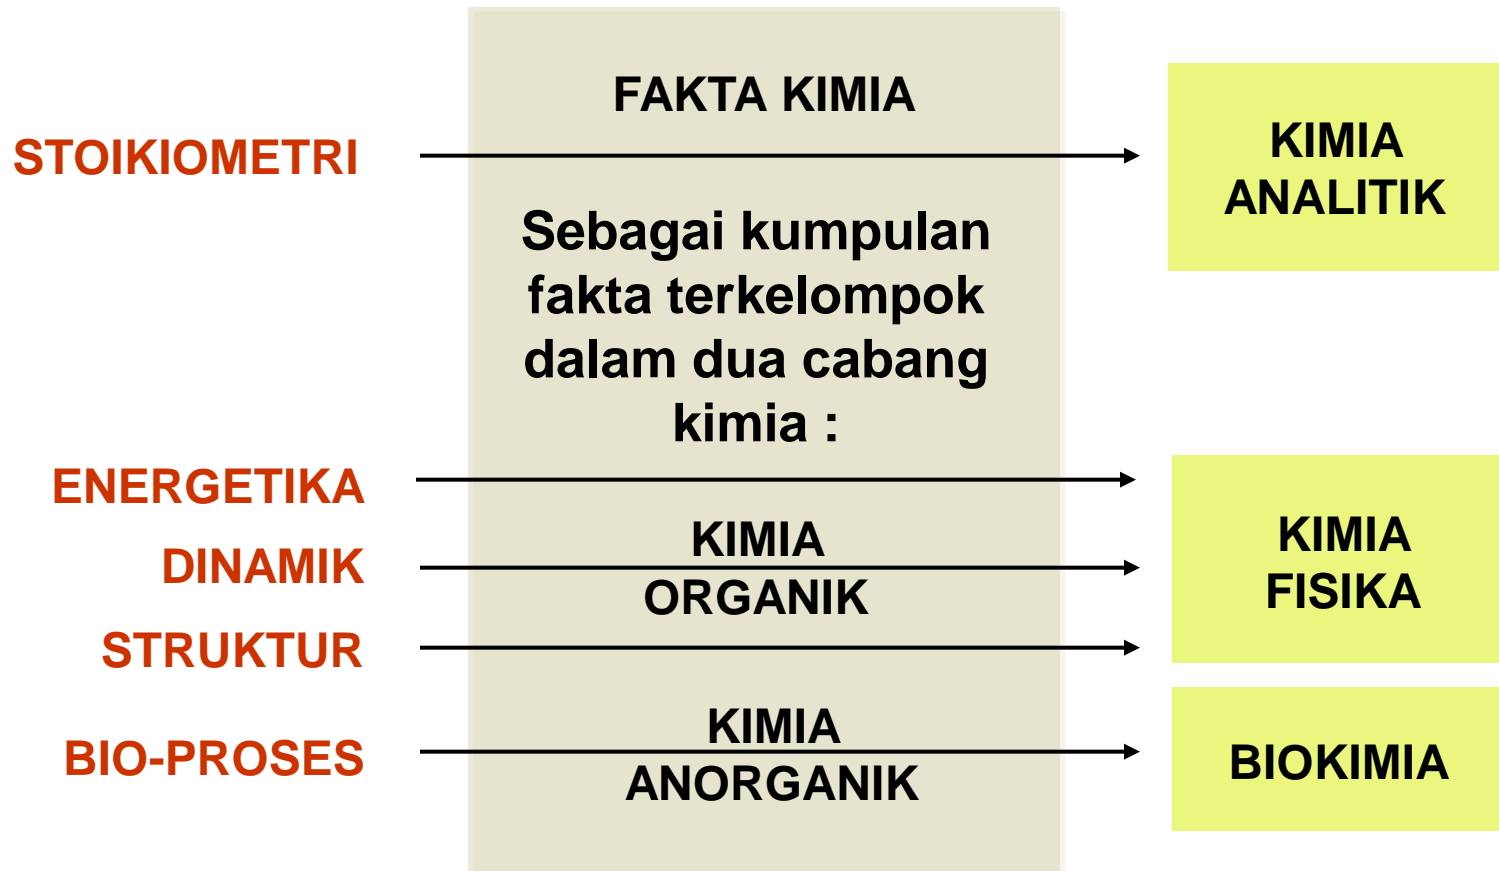 FAKTA KIMIA
STOIKIOMETRI
KIMIA
ANALITIK
Sebagai kumpulan
fakta terkelompok
dalam dua cabang
kimia :
ENERGETIKA
DINAMIK
STRUKTUR
KIMIA
ORGANIK
KIMIA
FISIKA
BIO-PROSES
KIMIA
ANORGANIK
BIOKIMIA